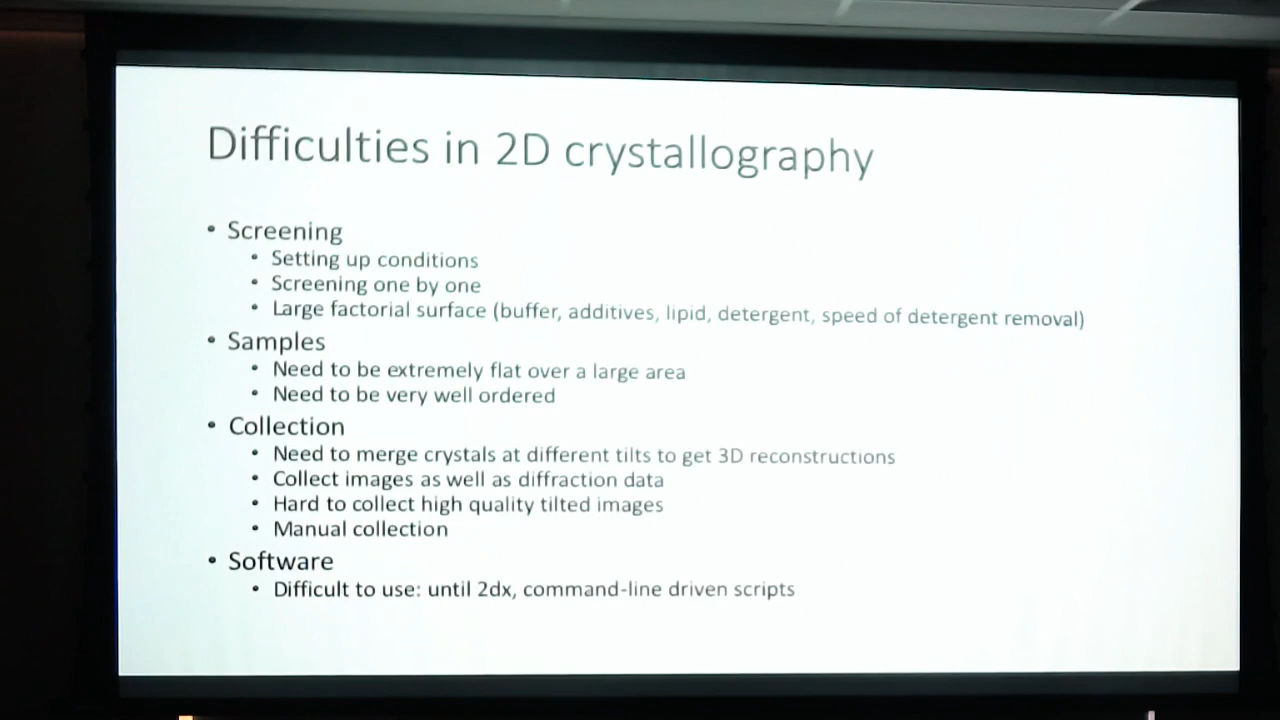 Difficulties in 2D crystallography
• Screening
• Setting up conditions
• Screening one by one
• Large factorial surface (buffer, additives, lipid, detergent, speed of detergent removal)
• Samples
• Need to be extremely flat over a large area
• Need to be very well ordered
• Collection
• Need to merge crystals at different tilts to get 3D reconstructions
• Collect images as well as diffraction data
• Hard to collect high quality tilted images
• Manual collection
• Software
• Difficult to use: until 2dx, command-line driven scripts